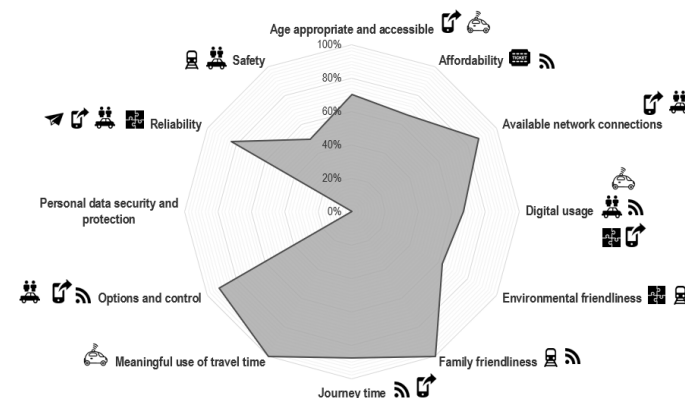 Age appropriate and accessible
100%
Safety
Affordability
TICKET
80%
60%
Reliability
Available network connections
40%
20%
Personal data security and
protection
0%
Digital usage
Options and control
Environmental friendliness
Meaningful use of travel time
Family friendliness
Journey time